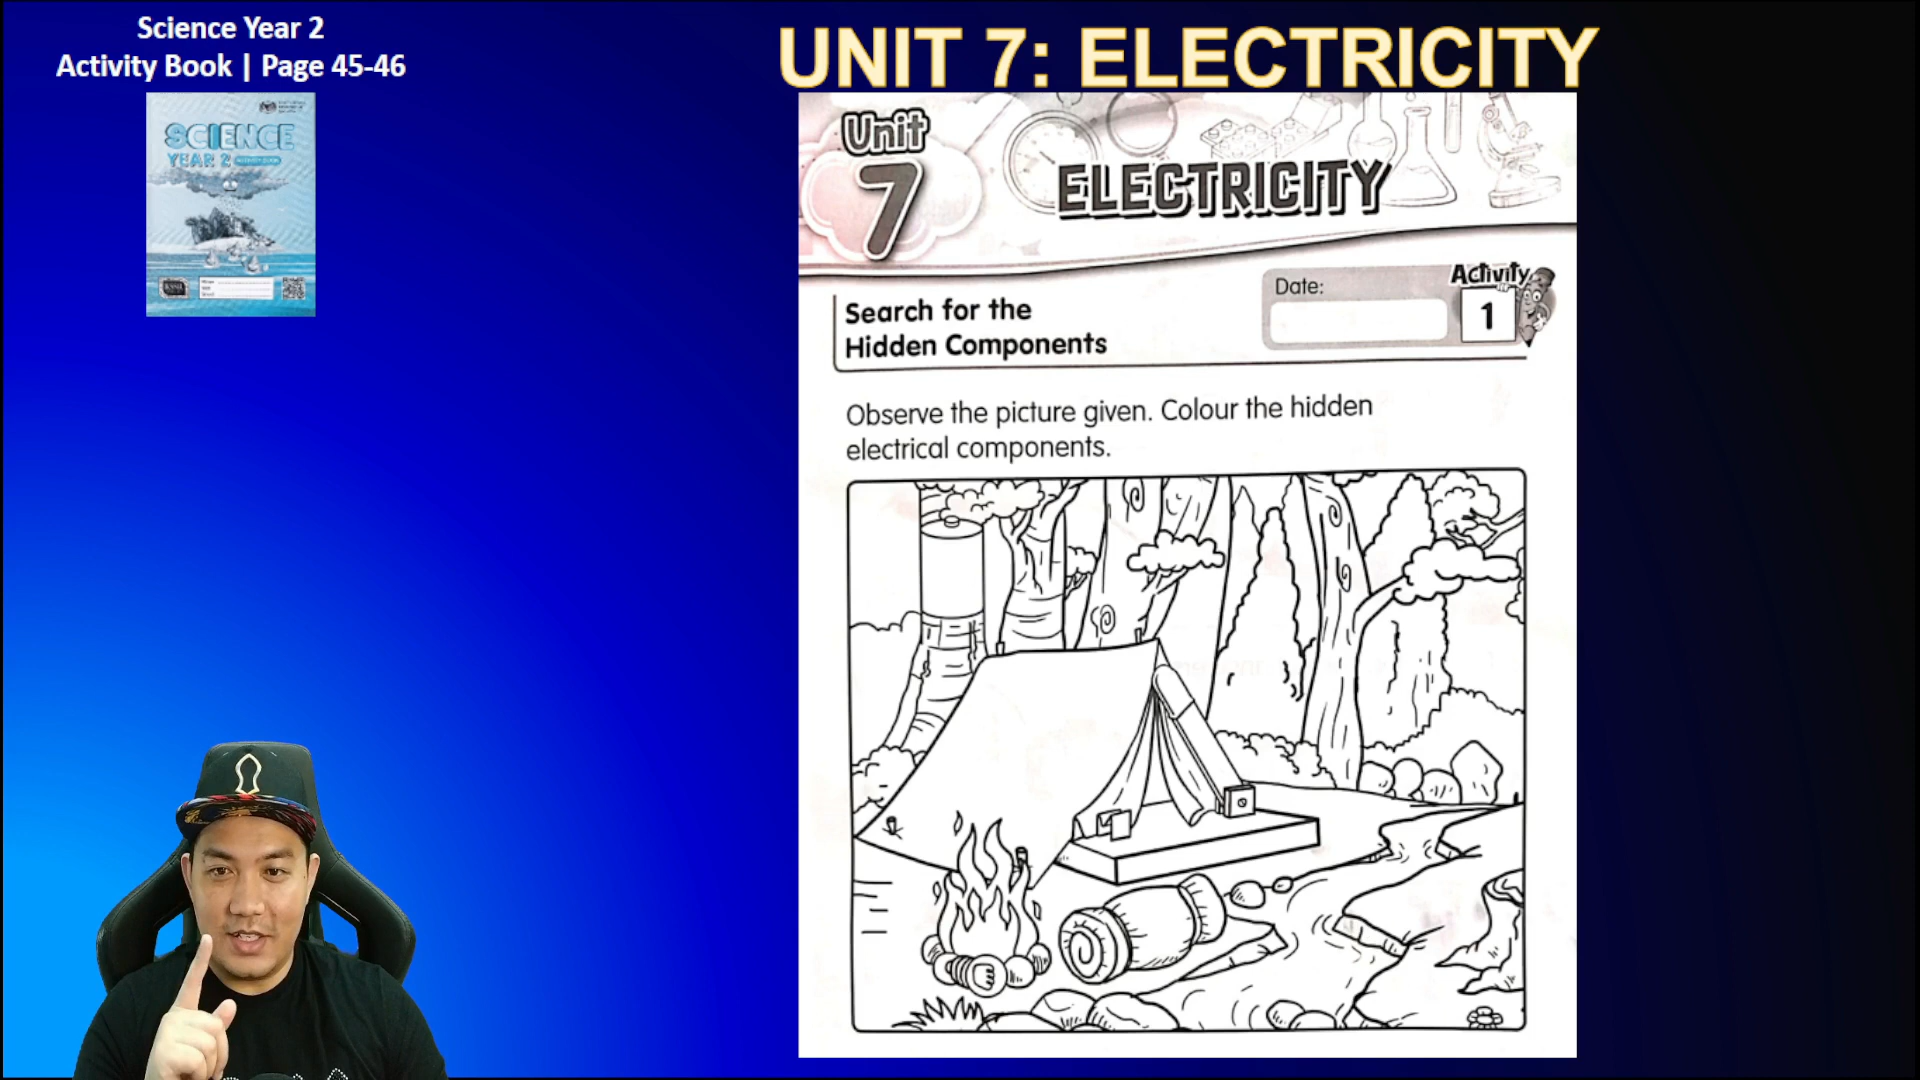 Science Year 2
Activity Book | Page 45-46
SCIENCE
YEAR 2
UNIT 7: ELECTRICITY
Unit
7
ELECTRICITY
Search for the
Hidden Components
Date:
Activity
1
Observe the picture given. Colour the hidden
electrical components.